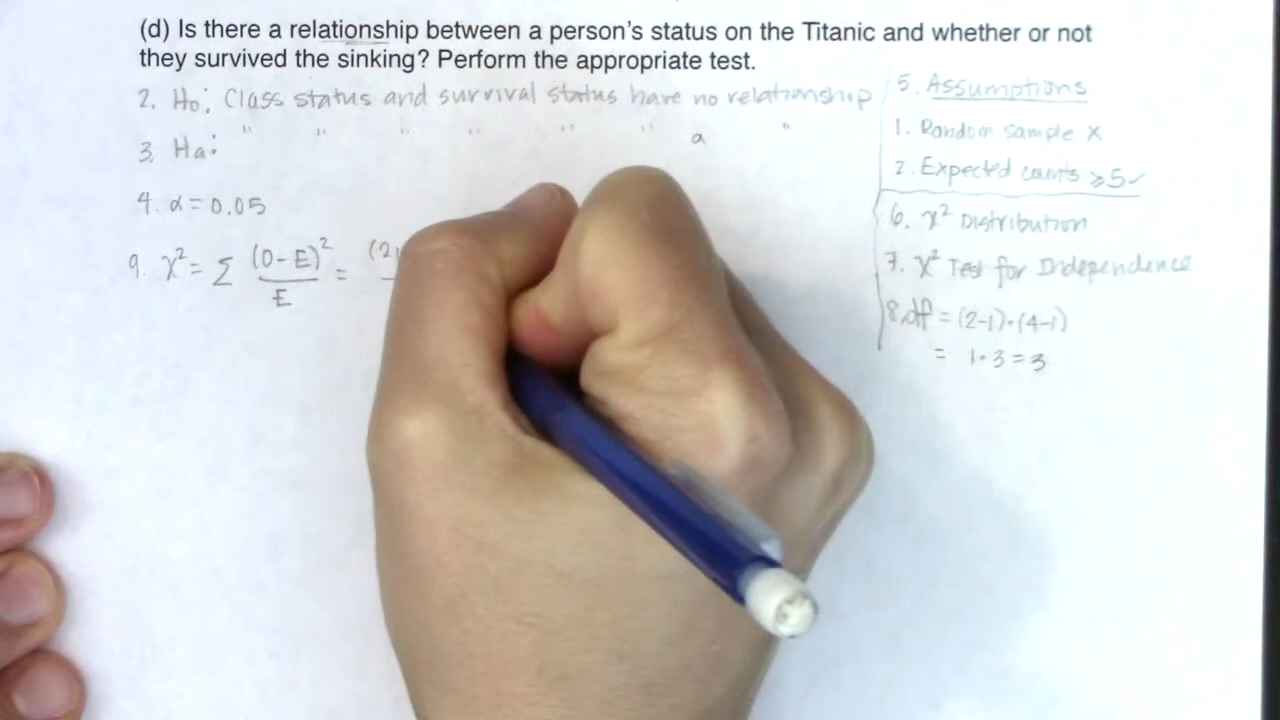 (d) Is there a relationship between a person's status on the Titanic and whether or not
they survived the sinking? Perform the appropriate test.
2. Ho: Class status and survival status have no relationship
" " " " " " a "
3. Ha:
4. α = 0.05
9. χ² = Σ (O-E)² / E = (21
5. Assumptions
1. Random sample X
2. Expected counts ≥5 ✓
6. χ² Distribution
7. χ² Test for Independence
8. df = (2-1)·(4-1)
= 1·3 = 3